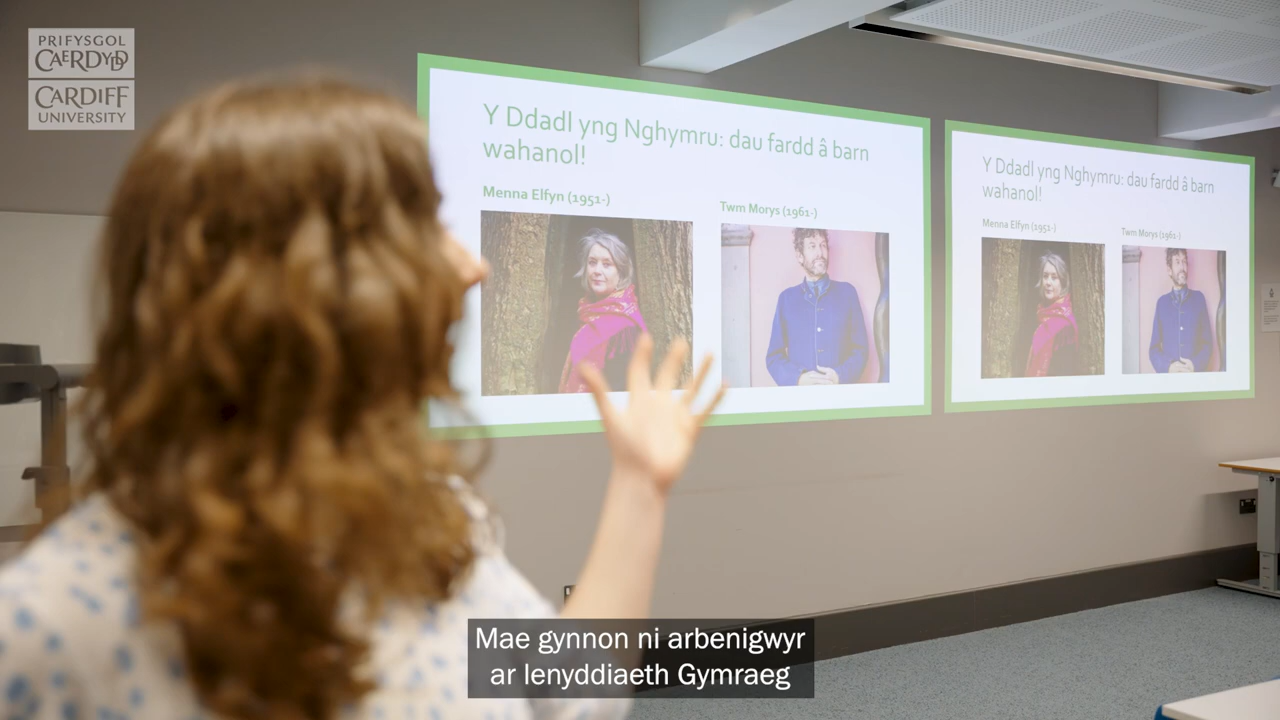 PRIFYSGOL
CAERDYDD
CARDIFF
UNIVERSITY
Y Ddadl yng Nghymru: dau fardd â barn
wahanol!
Menna Elfyn (1951-)
Twm Morys (1961-)
Y Ddadl yng Nghymru: dau fardd â barn
wahanol!
Menna Elfyn (1951-)
Twm Morys (1961-)
Mae gynnon ni arbenigwyr
ar lenyddiaeth Gymraeg